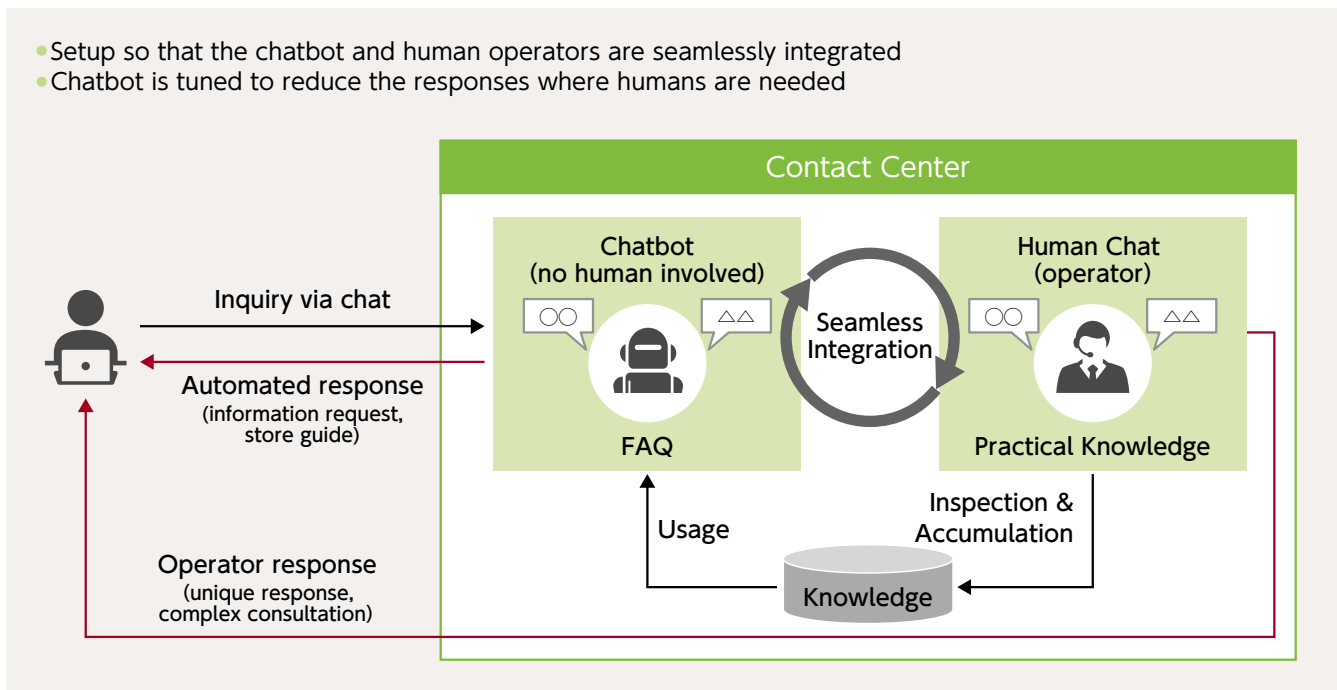 •Setup so that the chatbot and human operators are seamlessly integrated
•Chatbot is tuned to reduce the responses where humans are needed
Contact Center
Chatbot
(no human involved)
○○
△△
FAQ
Seamless
Integration
Human Chat
(operator)
○○
△△
Practical Knowledge
Inquiry via chat
Automated response
(information request,
store guide)
Usage
Inspection &
Accumulation
Knowledge
Operator response
(unique response,
complex consultation)